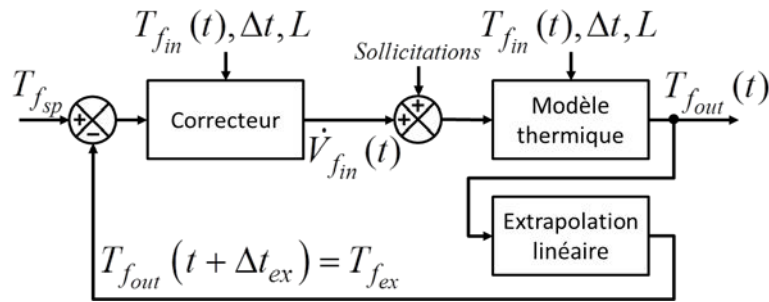 T_{f_{in}}(t), Δt, L
Sollicitations
T_{f_{in}}(t), Δt, L
T_{f_{sp}}
+
−
Correcteur
V̇_{f_{in}}(t)
+
+
Modèle
thermique
T_{f_{out}}(t)
Extrapolation
linéaire
T_{f_{out}}(t + Δt_{ex}) = T_{f_{ex}}